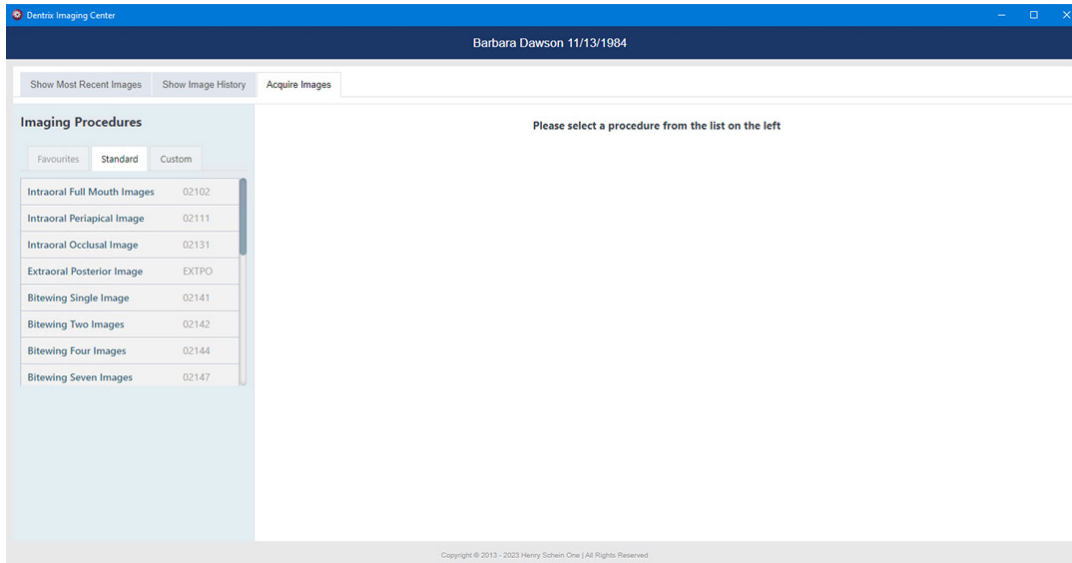 Dentrix Imaging Center
Barbara Dawson 11/13/1984
Show Most Recent Images Show Image History Acquire Images
Imaging Procedures
Please select a procedure from the list on the left
Favourites Standard Custom
Intraoral Full Mouth Images 02102
Intraoral Periapical Image 02111
Intraoral Occlusal Image 02131
Extraoral Posterior Image EXTPO
Bitewing Single Image 02141
Bitewing Two Images 02142
Bitewing Four Images 02144
Bitewing Seven Images 02147
Copyright © 2013 - 2023 Henry Schein One | All Rights Reserved